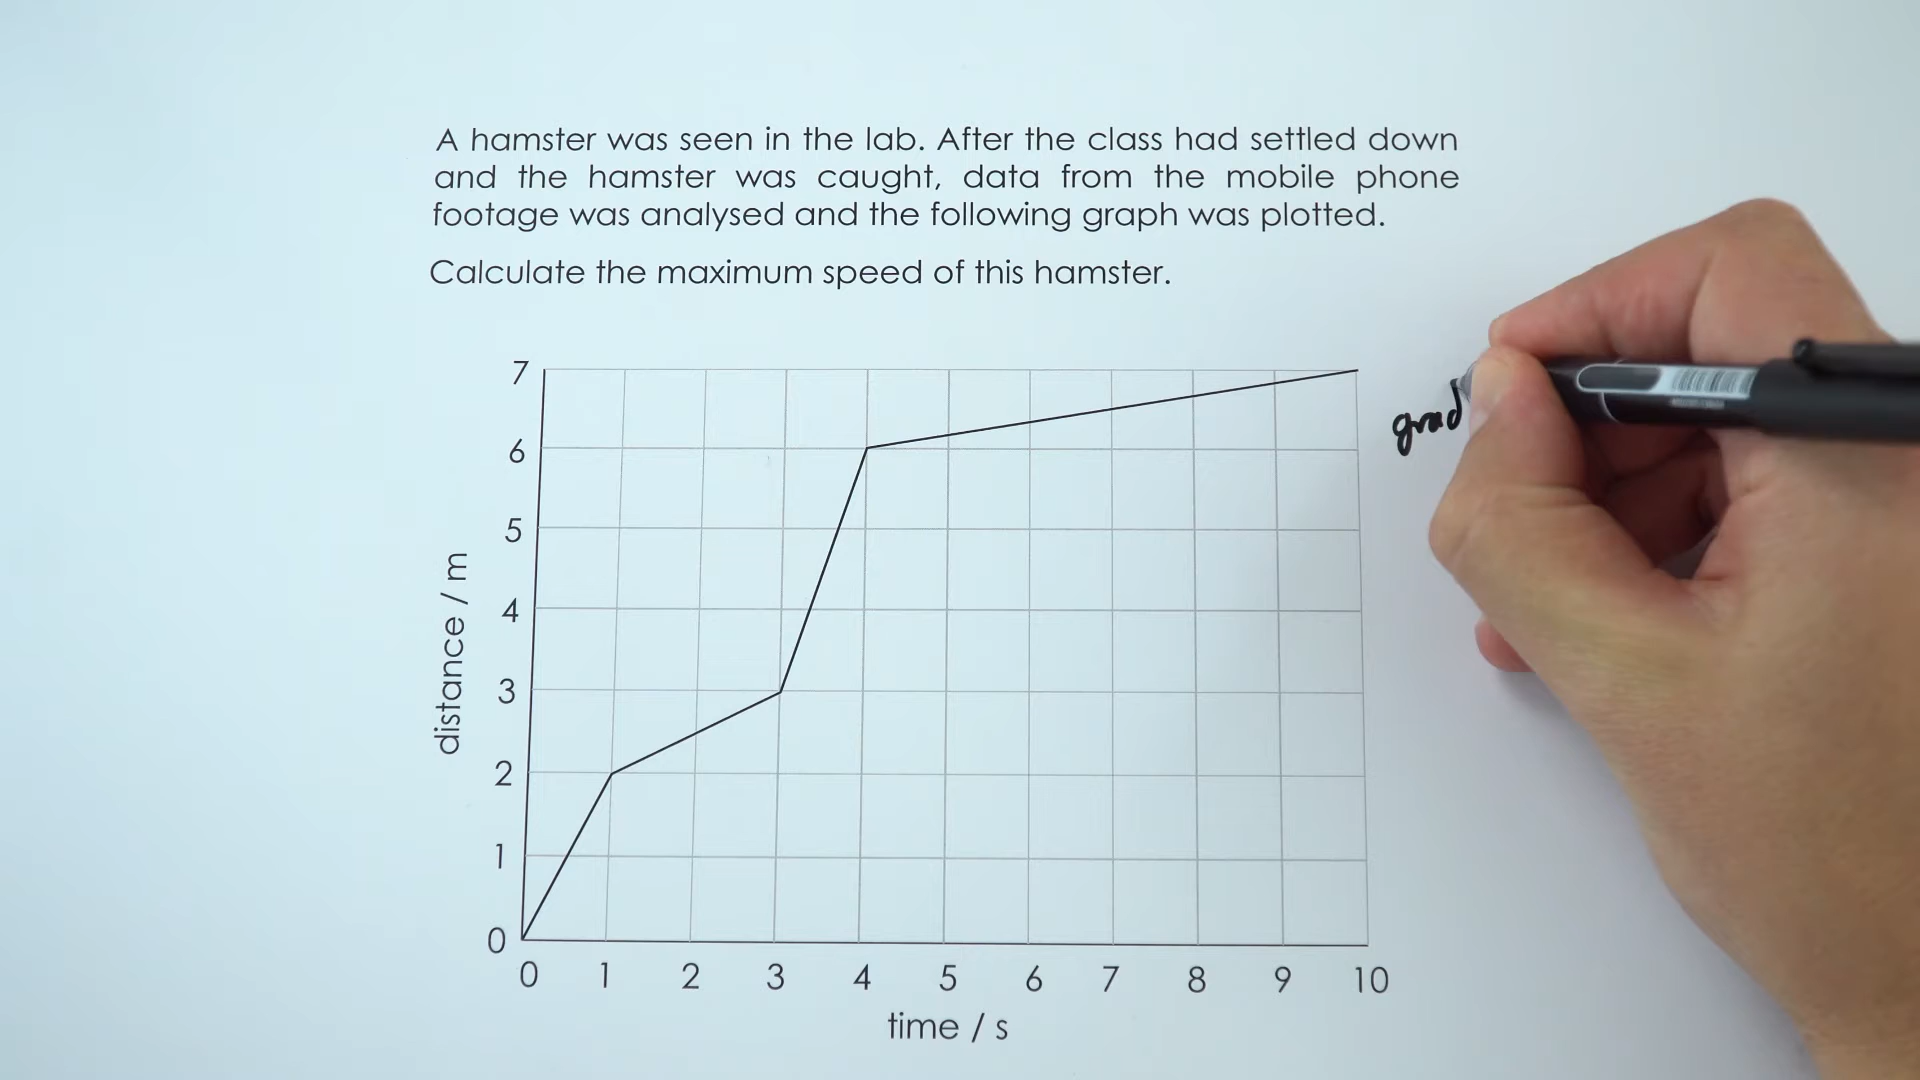 A hamster was seen in the lab. After the class had settled down
and the hamster was caught, data from the mobile phone
footage was analysed and the following graph was plotted.
Calculate the maximum speed of this hamster.
7
6
5
4
3
2
1
0
distance / m
0 1 2 3 4 5 6 7 8 9 10
time / s
grad